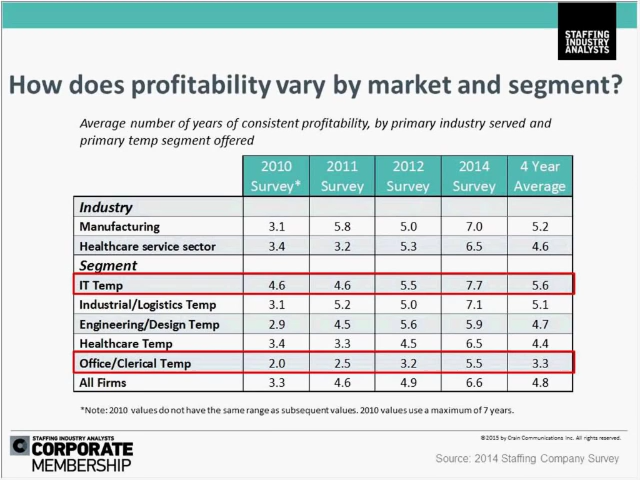 STAFFING
INDUSTRY
ANALYSTS
How does profitability vary by market and segment?
Average number of years of consistent profitability, by primary industry served and
primary temp segment offered
2010 2011 2012 2014 4 Year
Survey* Survey Survey Survey Average
Industry
Manufacturing 3.1 5.8 5.0 7.0 5.2
Healthcare service sector 3.4 3.2 5.3 6.5 4.6
Segment
IT Temp 4.6 4.6 5.5 7.7 5.6
Industrial/Logistics Temp 3.1 5.2 5.0 7.1 5.1
Engineering/Design Temp 2.9 4.5 5.6 5.9 4.7
Healthcare Temp 3.4 3.3 4.5 6.5 4.4
Office/Clerical Temp 2.0 2.5 3.2 5.5 3.3
All Firms 3.3 4.6 4.9 6.6 4.8
*Note: 2010 values do not have the same range as subsequent values. 2010 values use a maximum of 7 years.
©2015 by Crain Communications Inc. All rights reserved.
STAFFING INDUSTRY ANALYSTS
CORPORATE
MEMBERSHIP
Source: 2014 Staffing Company Survey